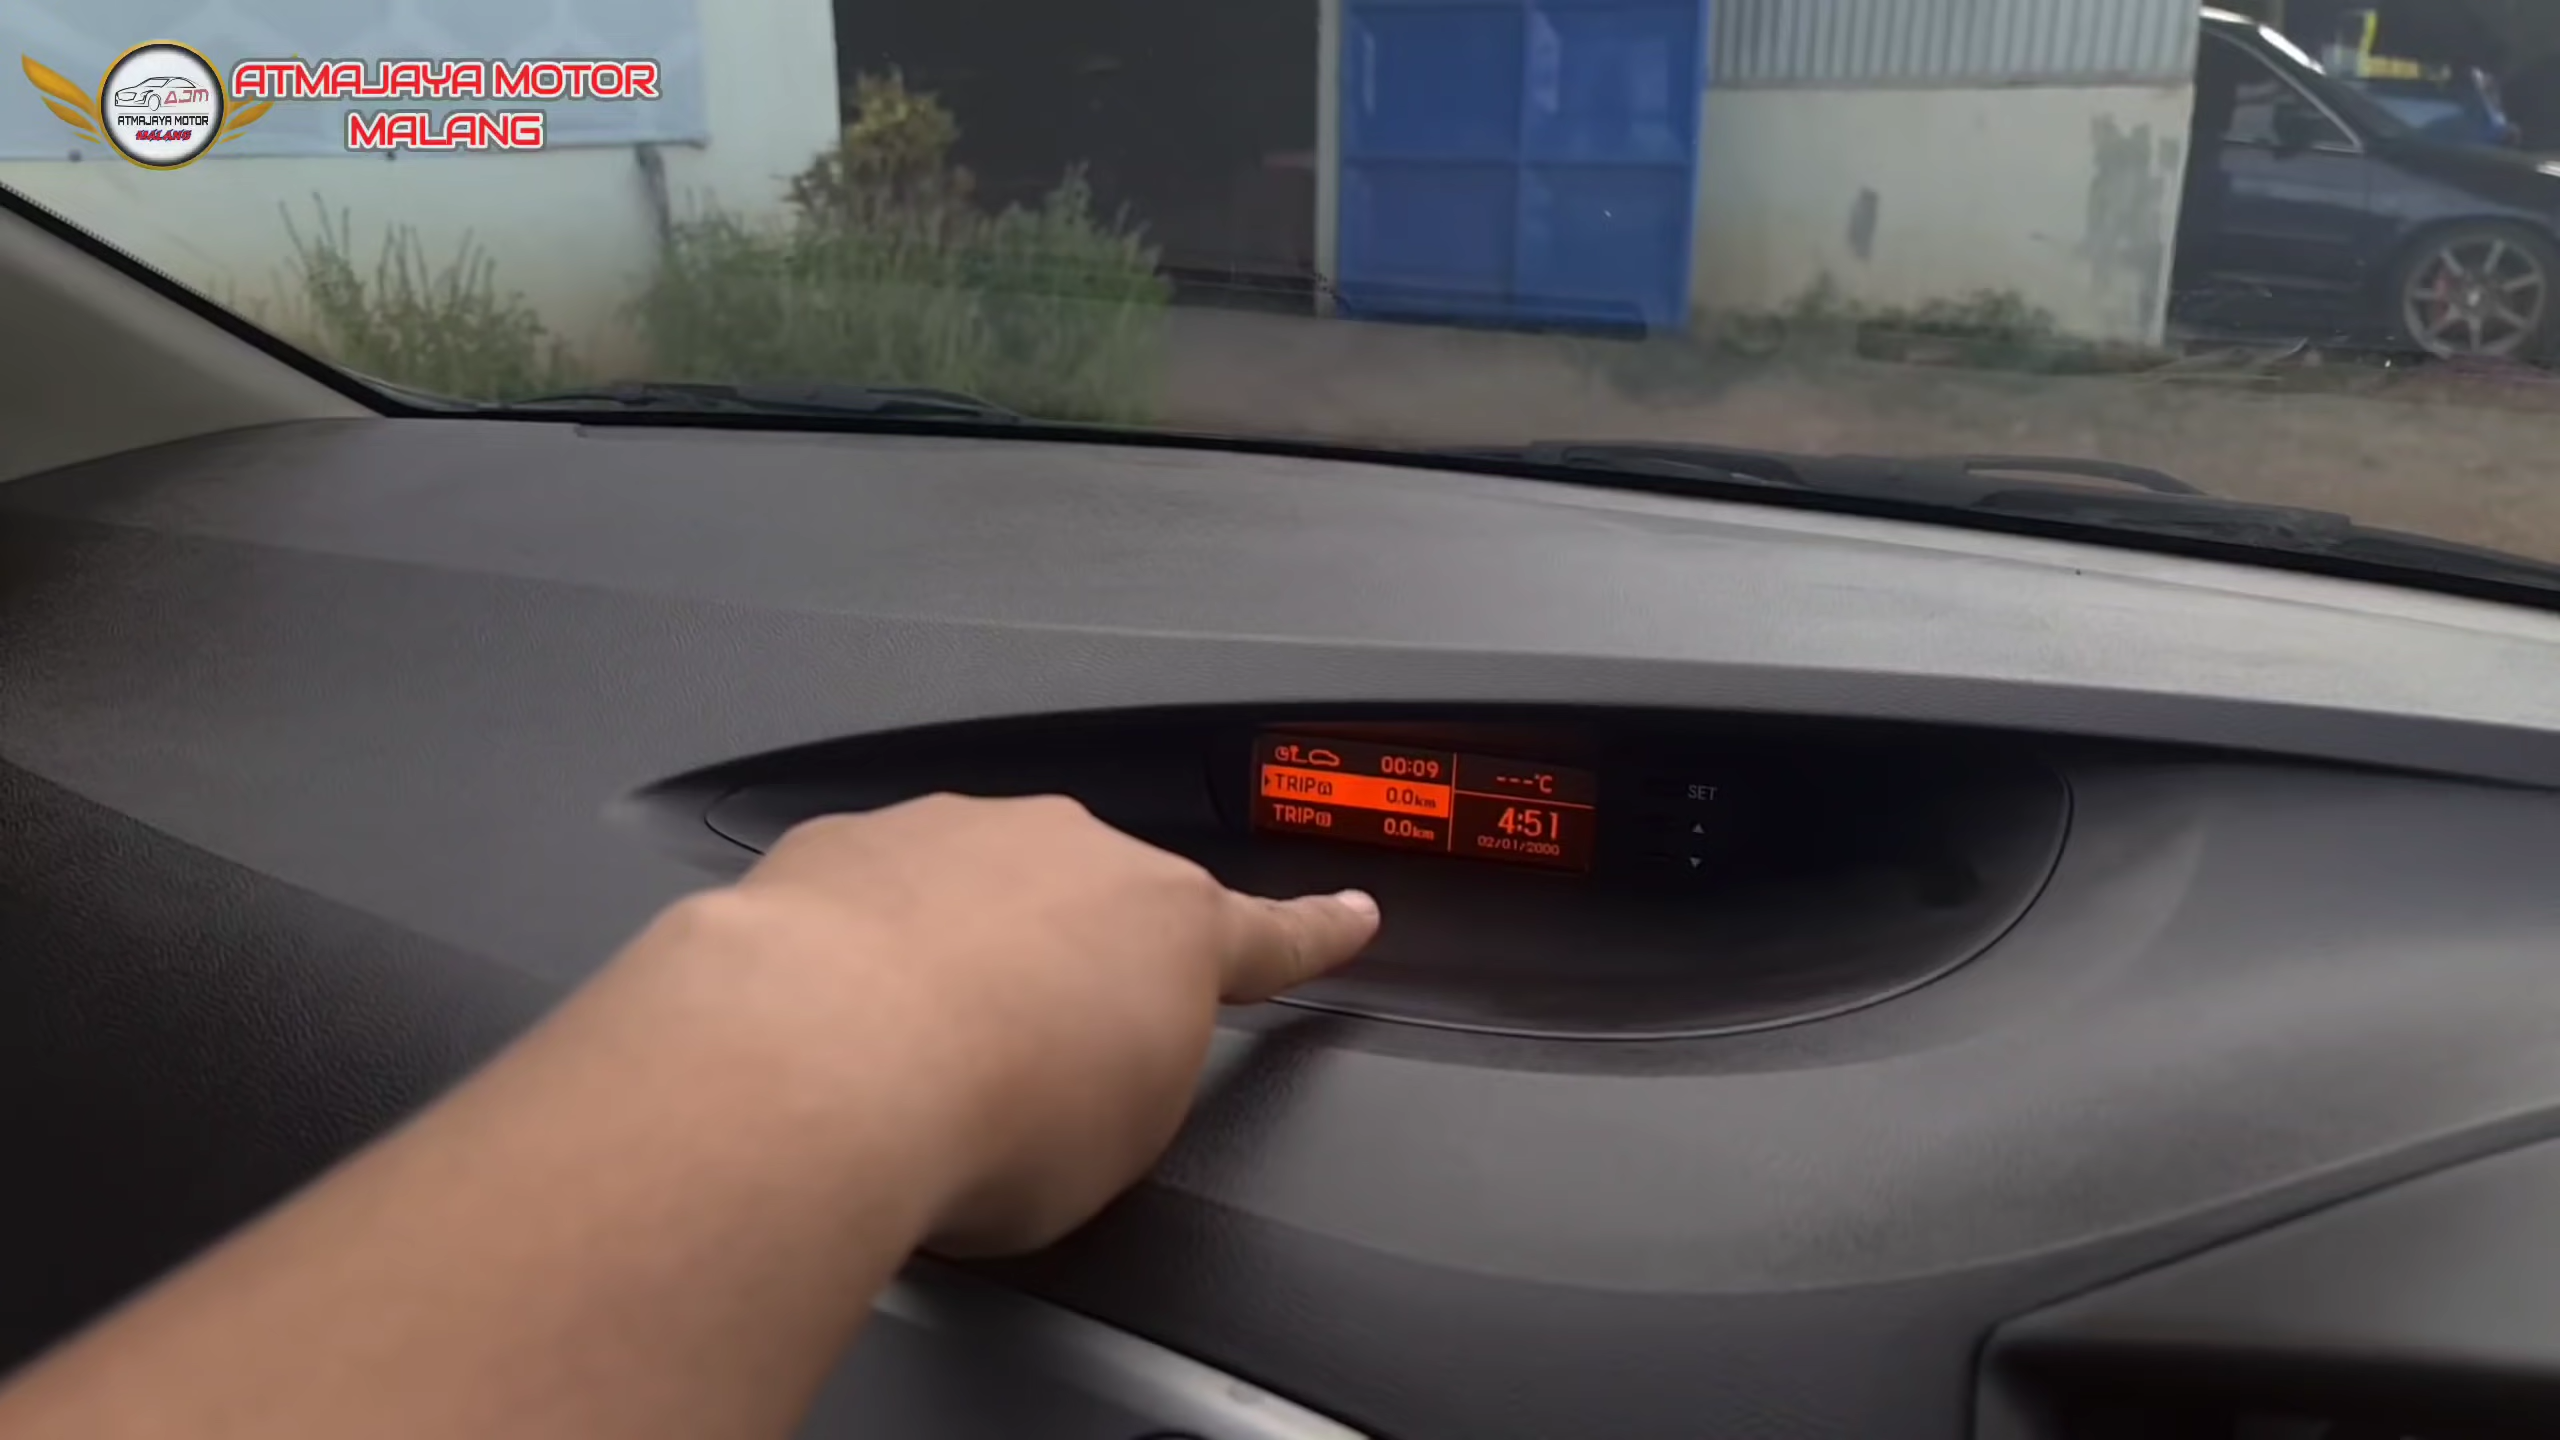 ATMAJAYA MOTOR
MALANG
AJM
ATMAJAYA MOTOR
MALANG
00:09
TRIP A 0.0km
TRIP B 0.0km
---°C
4:51
02/01/2000
SET